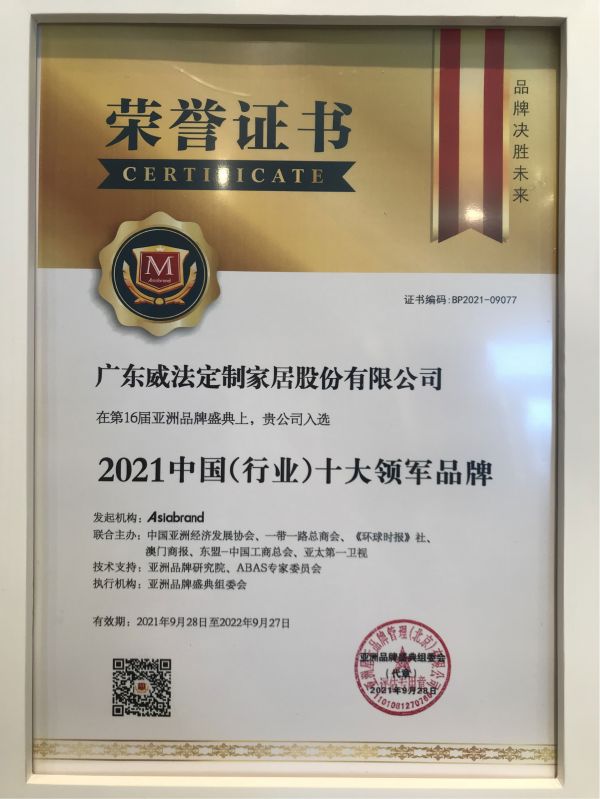 荣誉证书
CERTIFICATE
品牌决胜未来
M
Asiabrand
证书编码:BP2021-09077
广东威法定制家居股份有限公司
在第16届亚洲品牌盛典上，贵公司入选
2021中国(行业)十大领军品牌
发起机构：Asiabrand
联合主办：中国亚洲经济发展协会、一带一路总商会、《环球时报》社、
澳门商报、东盟-中国工商总会、亚太第一卫视
技术支持：亚洲品牌研究院、ABAS专家委员会
执行机构：亚洲品牌盛典组委会
有效期：2021年9月28日至2022年9月27日
亚洲品牌盛典组委会
（代章）
2021年9月28日